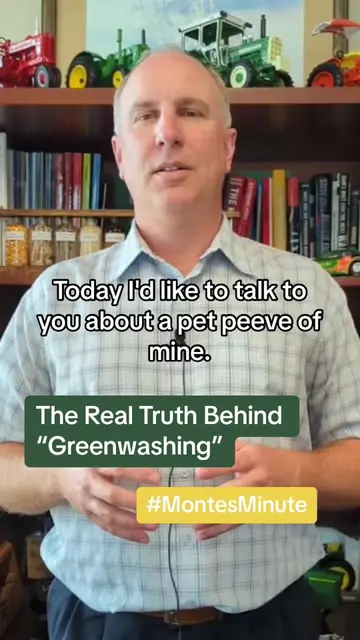 Today I'd like to talk to
you about a pet peeve of
mine.
The Real Truth Behind
“Greenwashing”
#MontesMinute